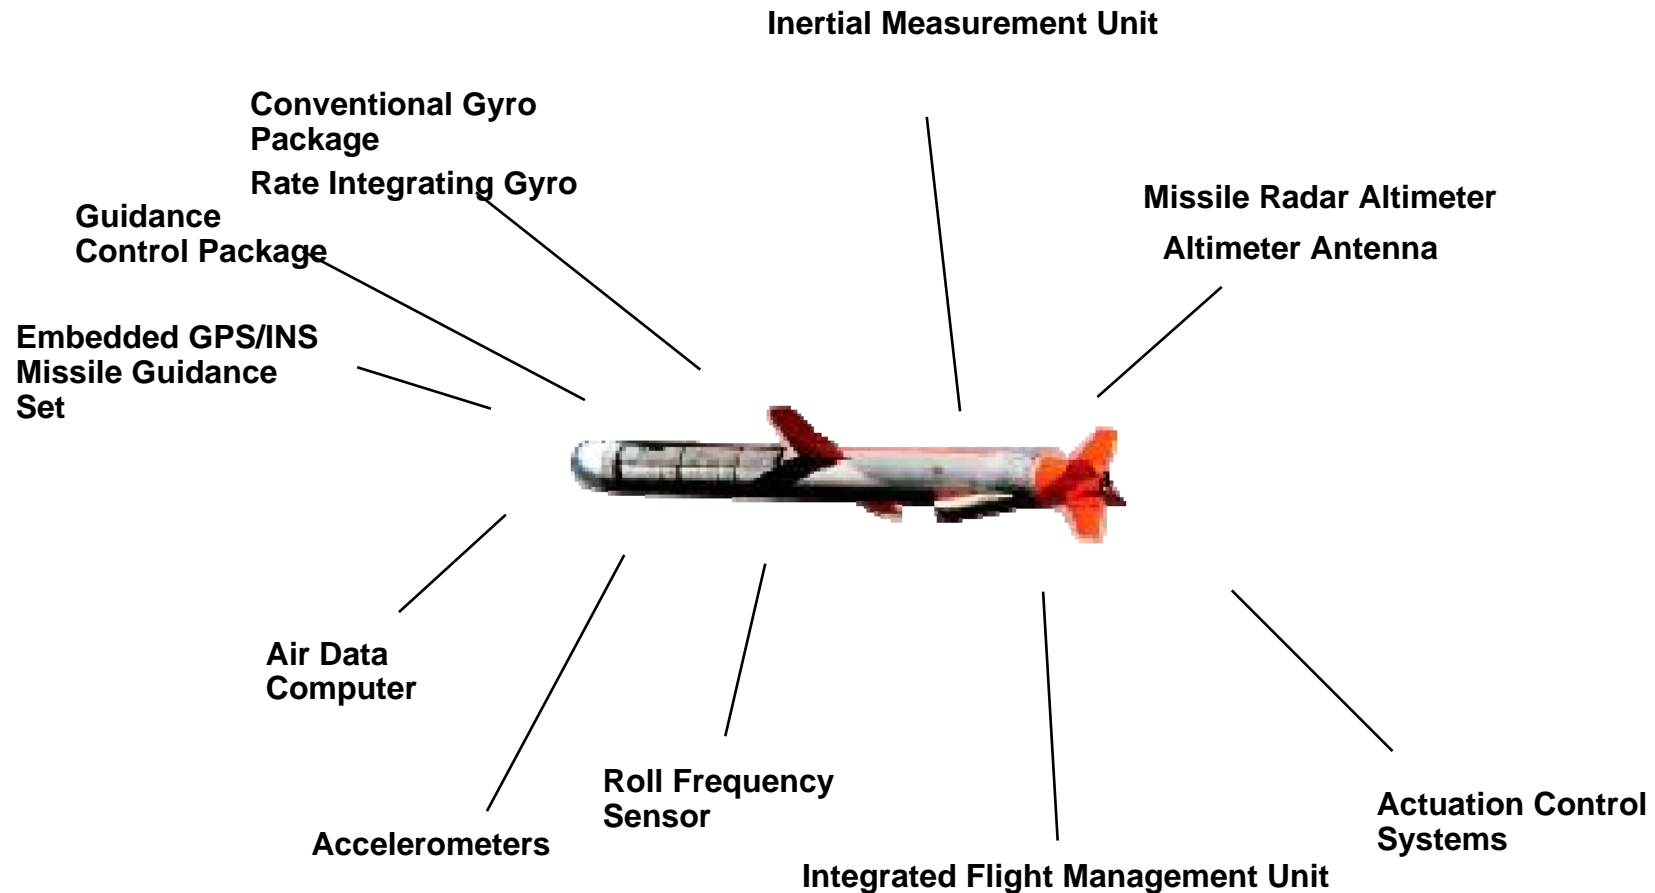 Inertial Measurement Unit
Conventional Gyro
Package
Rate Integrating Gyro
Guidance
Control Package
Missile Radar Altimeter
Altimeter Antenna
Embedded GPS/INS
Missile Guidance
Set
Air Data
Computer
Accelerometers
Roll Frequency
Sensor
Integrated Flight Management Unit
Actuation Control
Systems